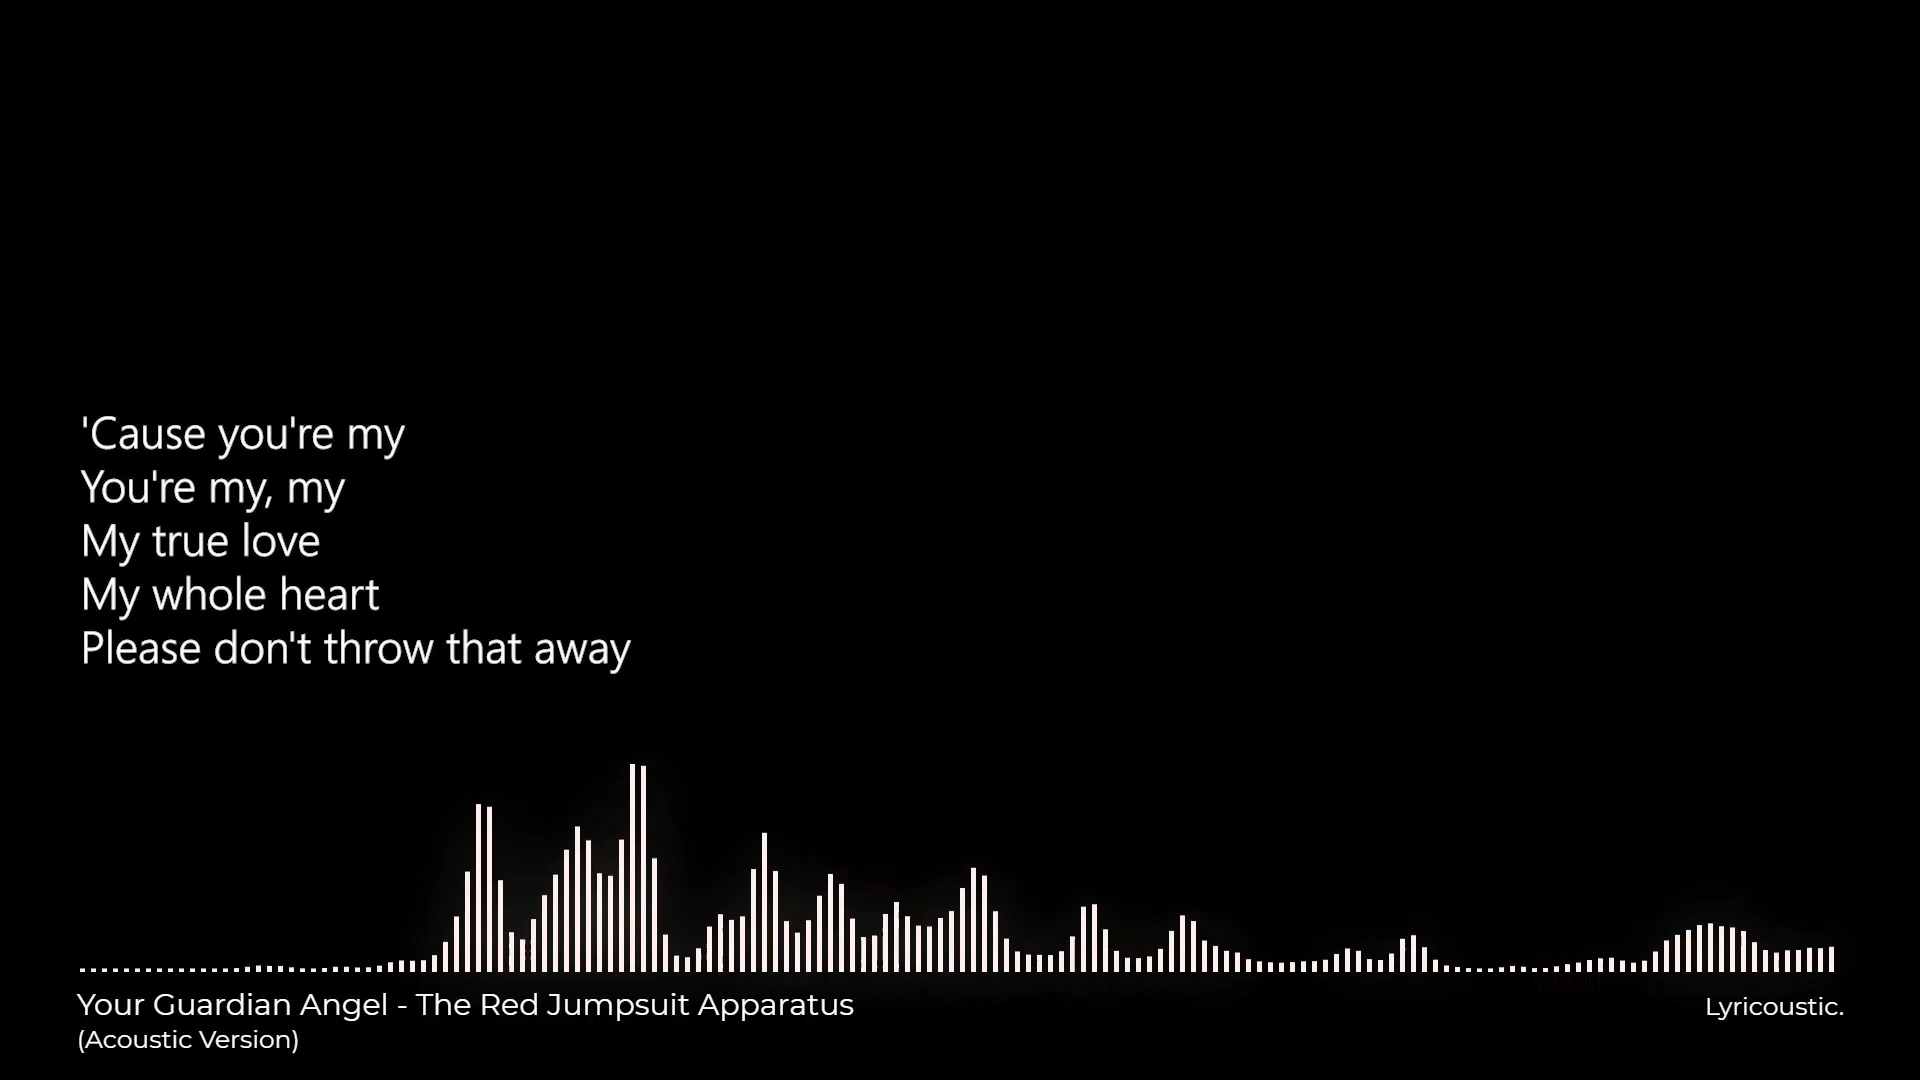 'Cause you're my
You're my, my
My true love
My whole heart
Please don't throw that away
Your Guardian Angel - The Red Jumpsuit Apparatus
(Acoustic Version)
Lyricoustic.